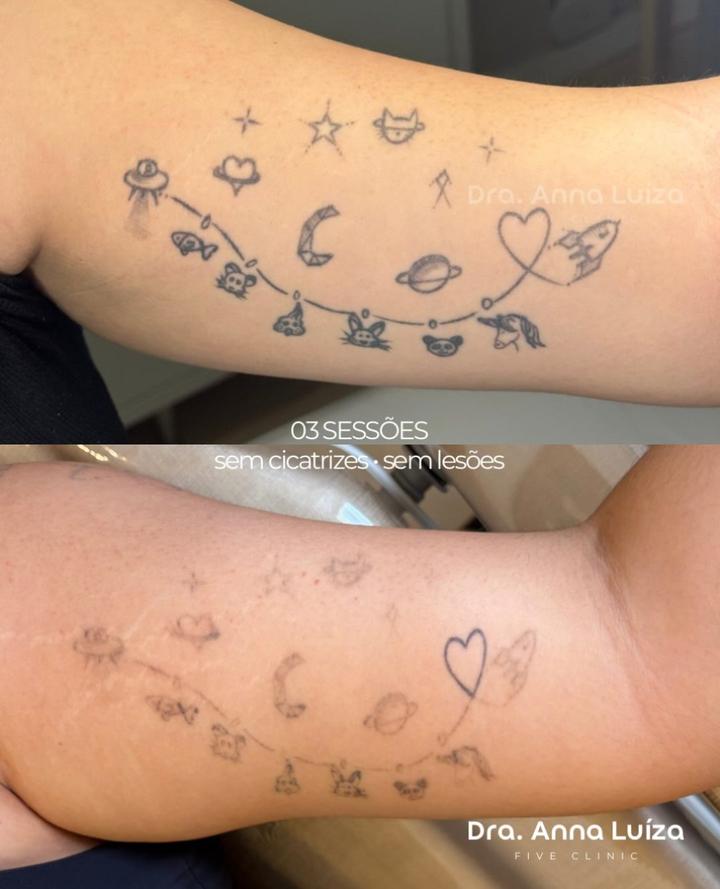 Dra. Anna Luíza
03 SESSÕES
sem cicatrizes • sem lesões
Dra. Anna Luíza
FIVE CLINIC